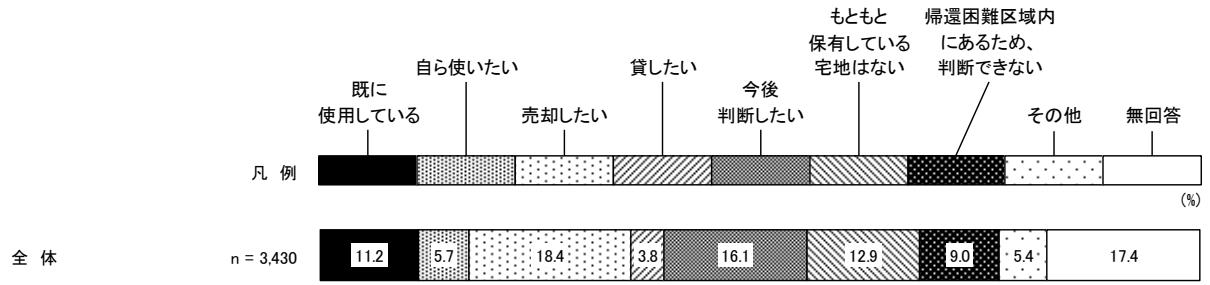 既に
使用している
自ら使いたい
売却したい
貸したい
今後
判断したい
もともと
保有している
宅地はない
帰還困難区域内
にあるため、
判断できない
その他
無回答
凡 例
(%)
全 体
n = 3,430
11.2
5.7
18.4
3.8
16.1
12.9
9.0
5.4
17.4